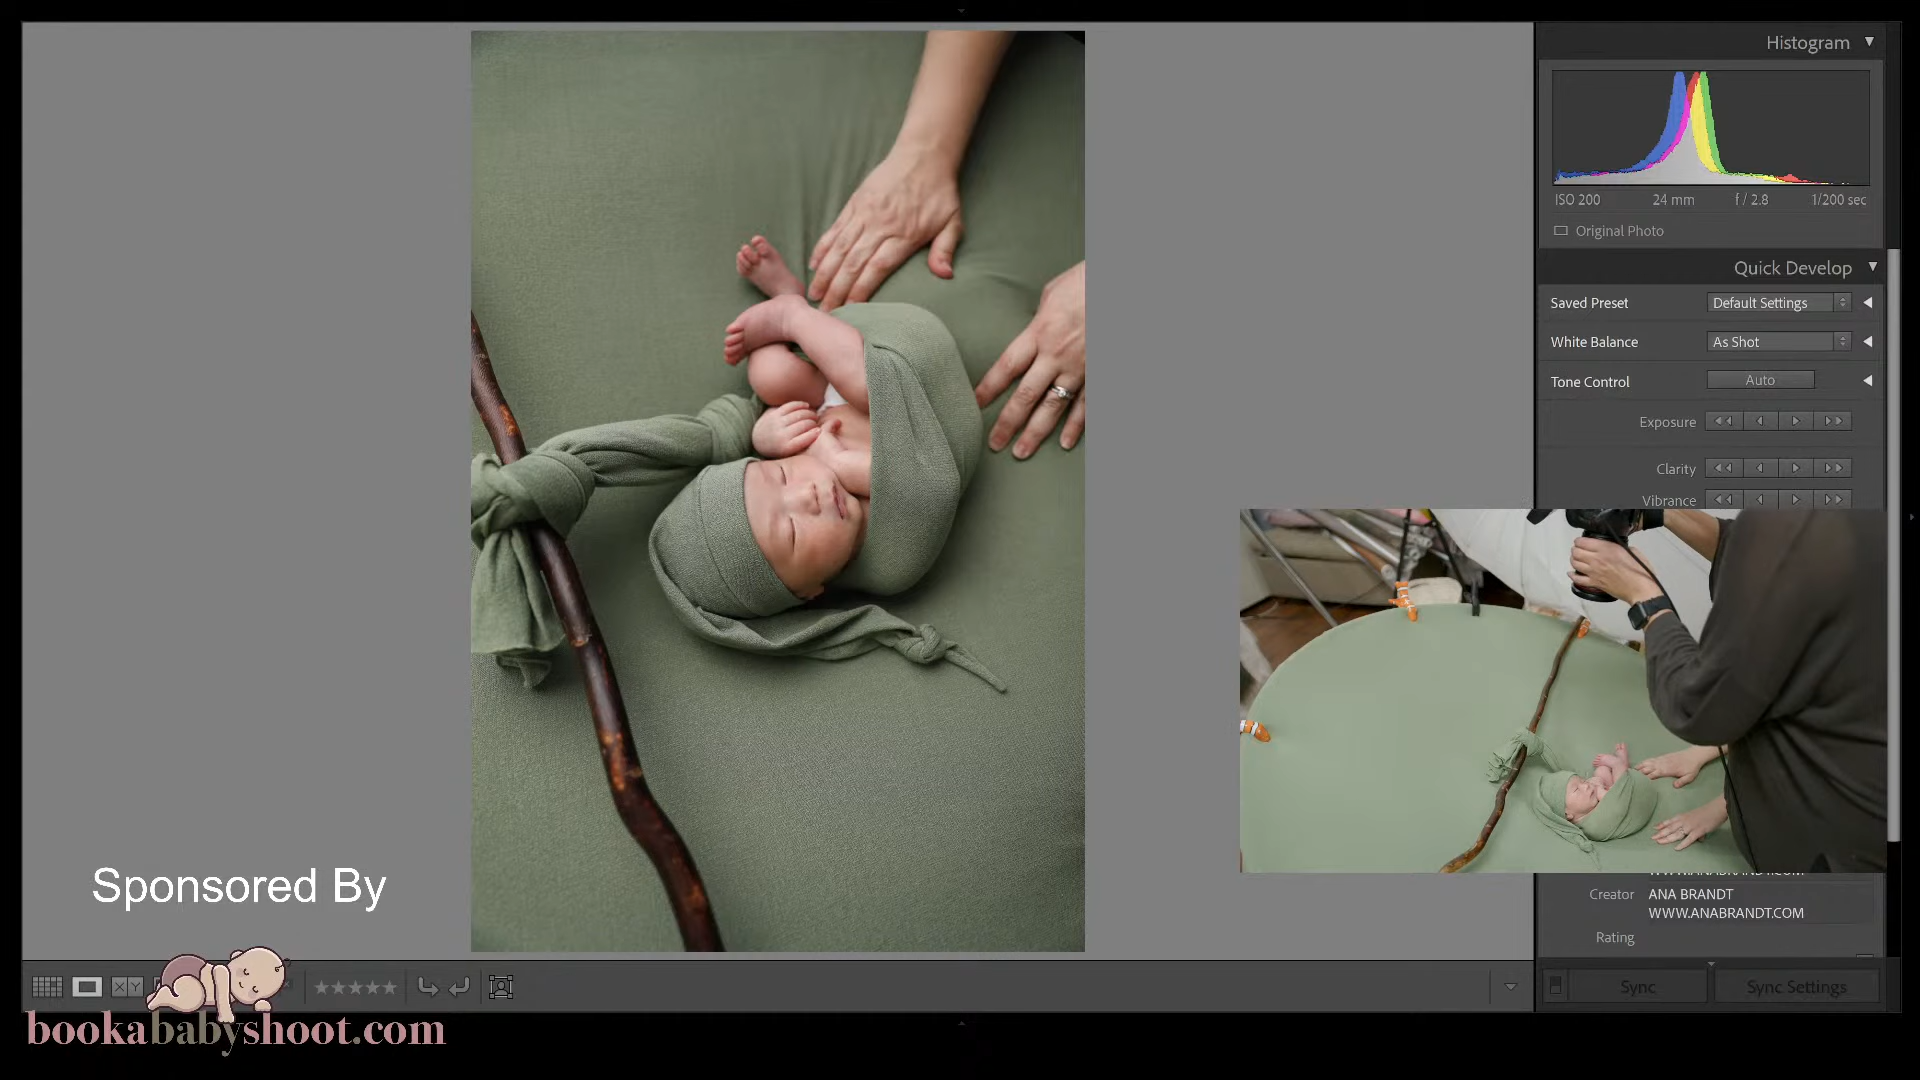 Histogram
ISO 200 24 mm f / 2.8 1/200 sec
Original Photo
Quick Develop
Saved Preset Default Settings
White Balance As Shot
Tone Control Auto
Exposure
Clarity
Vibrance
Creator ANA BRANDT
WWW.ANABRANDT.COM
Rating
Sponsored By
XY
Sync Sync Settings
bookababyshoot.com